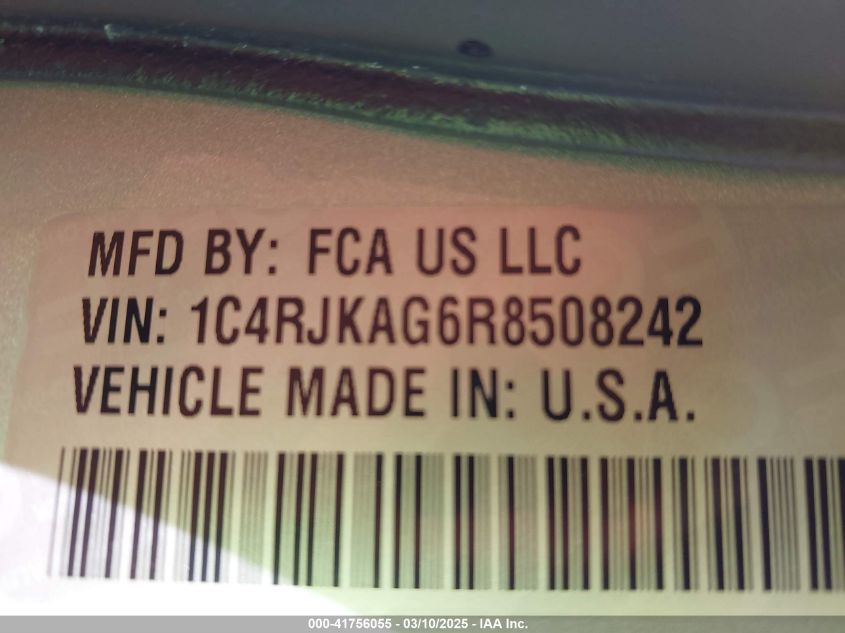 MFD BY: FCA US LLC
VIN: 1C4RJKAG6R8508242
VEHICLE MADE IN: U.S.A.
000-41756055 - 03/10/2025 - IAA Inc.